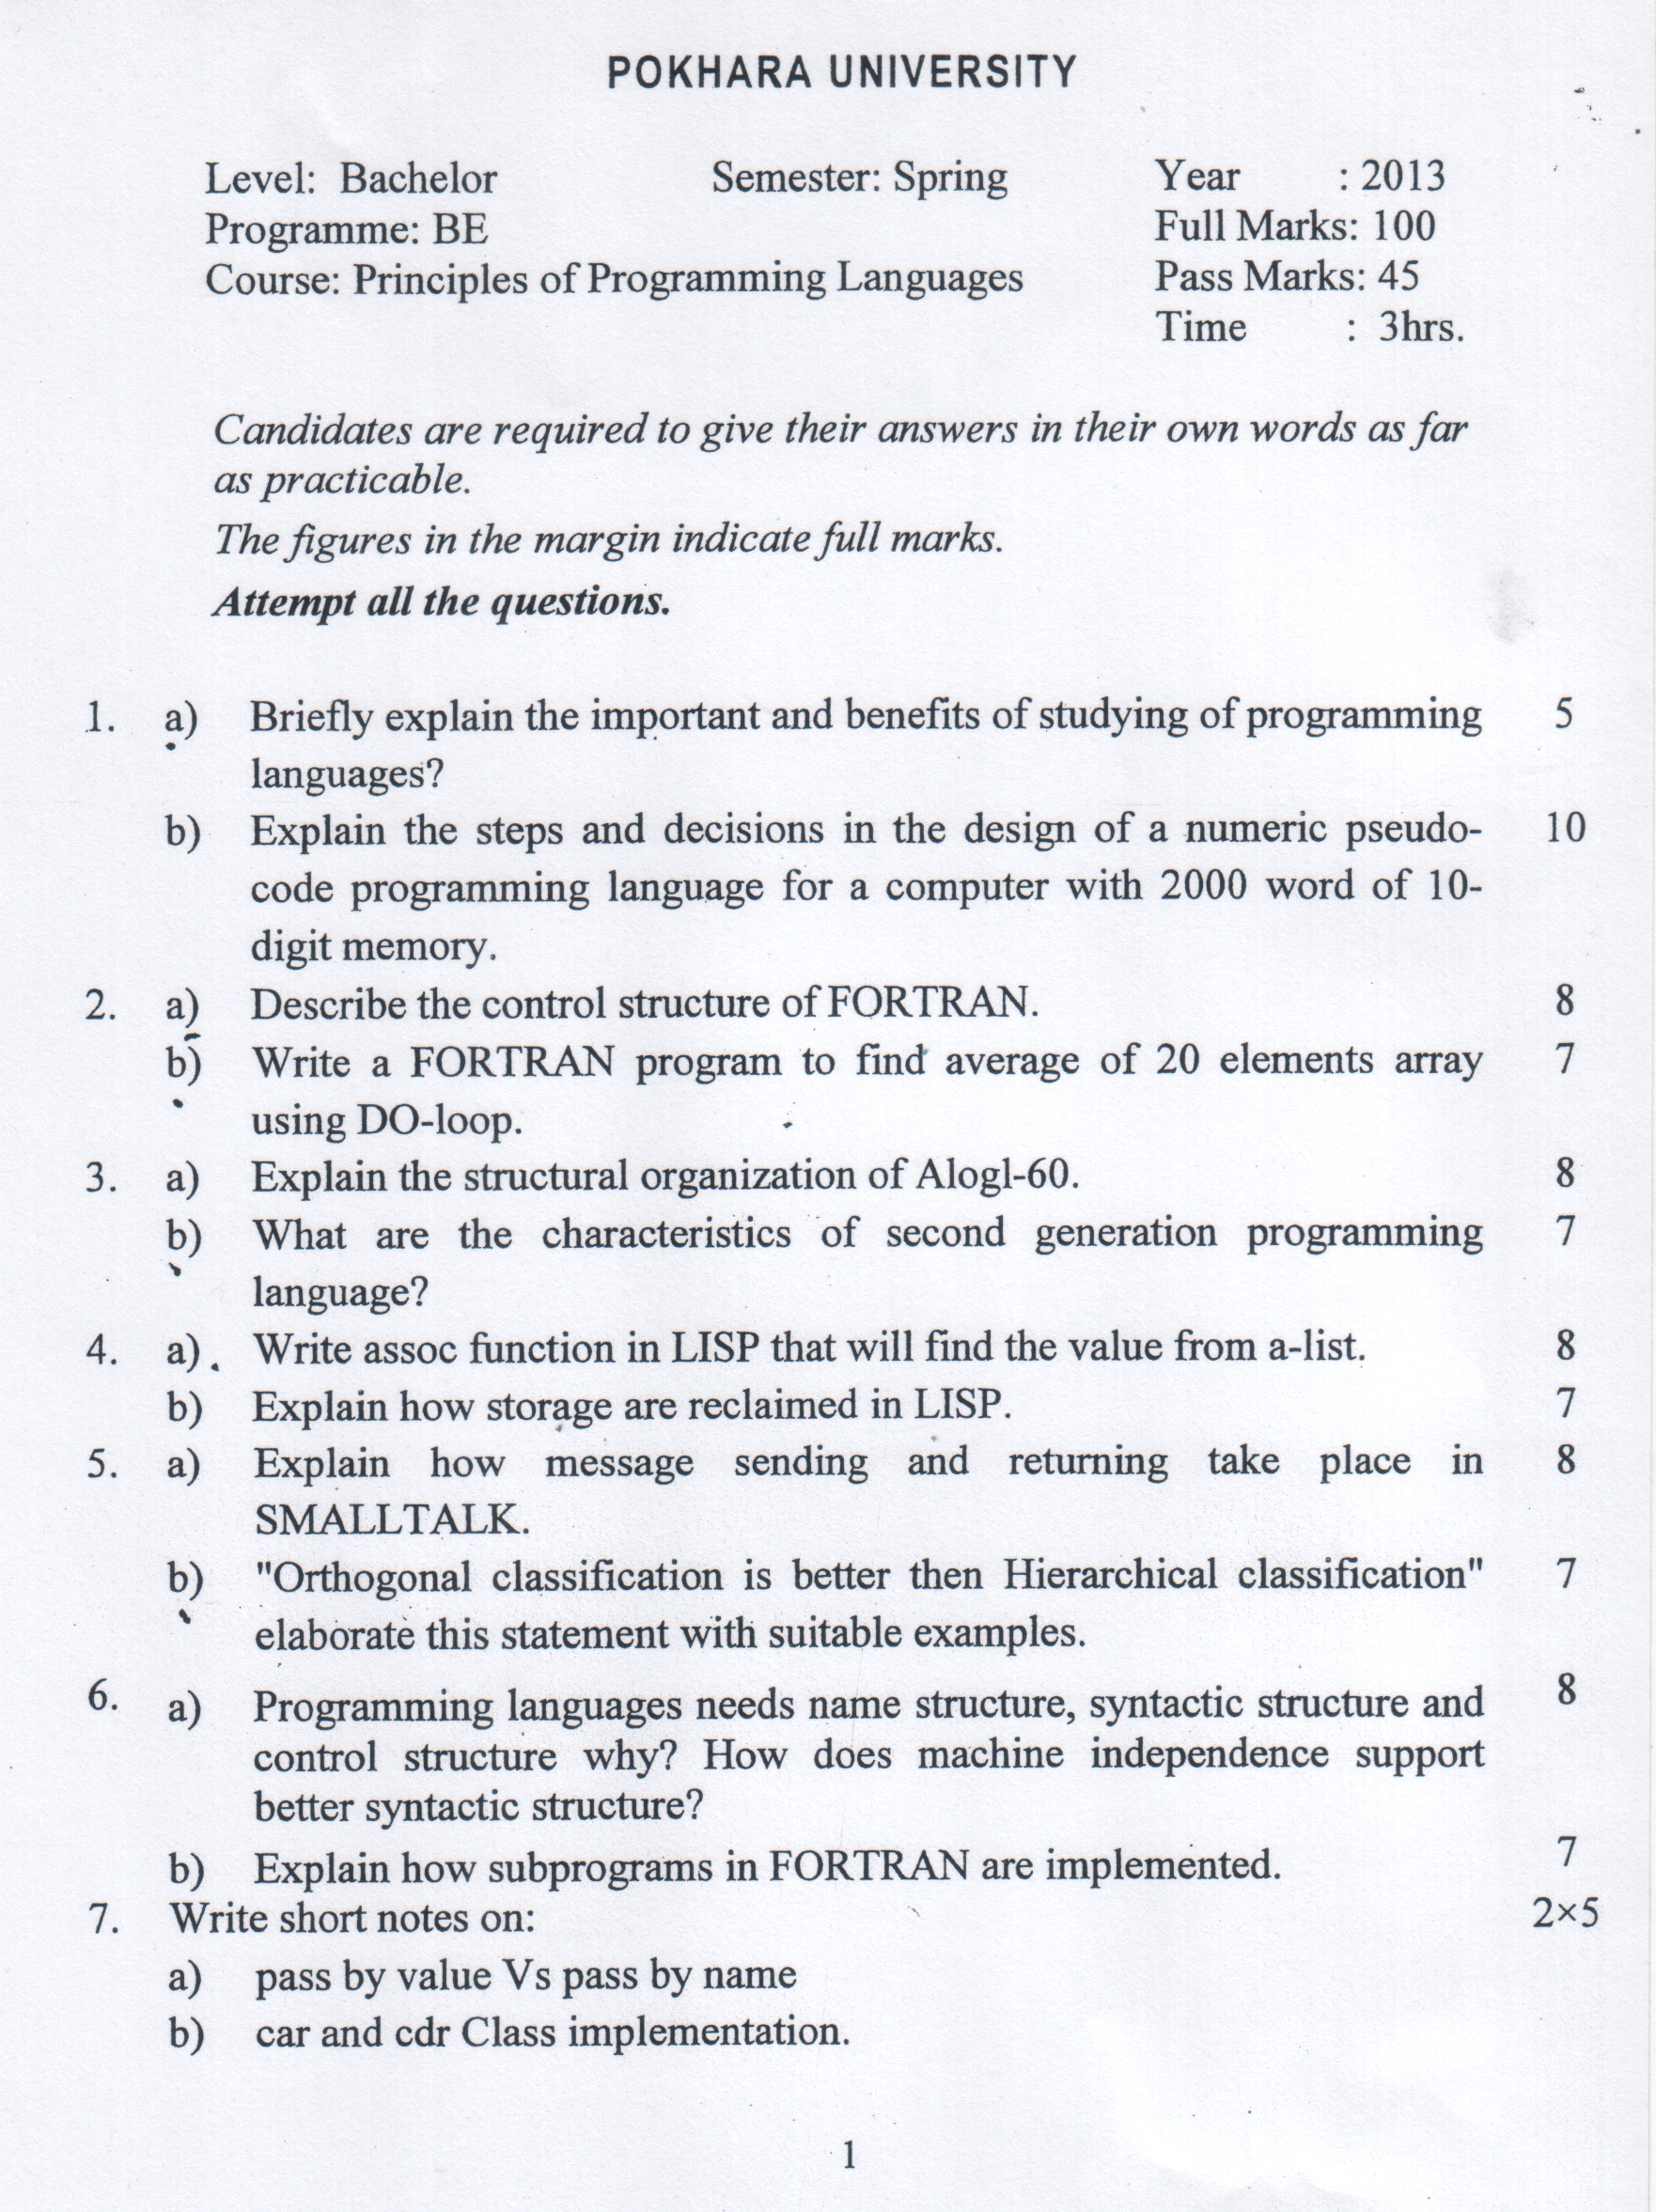 POKHARA UNIVERSITY
Level: Bachelor Semester: Spring Year : 2013
Programme: BE Full Marks: 100
Course: Principles of Programming Languages Pass Marks: 45
Time : 3hrs.
Candidates are required to give their answers in their own words as far
as practicable.
The figures in the margin indicate full marks.
Attempt all the questions.
1. a) Briefly explain the important and benefits of studying of programming 5
languages?
b) Explain the steps and decisions in the design of a numeric pseudo- 10
code programming language for a computer with 2000 word of 10-
digit memory.
2. a) Describe the control structure of FORTRAN. 8
b) Write a FORTRAN program to find average of 20 elements array 7
using DO-loop.
3. a) Explain the structural organization of Alogl-60. 8
b) What are the characteristics of second generation programming 7
language?
4. a) Write assoc function in LISP that will find the value from a-list. 8
b) Explain how storage are reclaimed in LISP. 7
5. a) Explain how message sending and returning take place in 8
SMALLTALK.
b) "Orthogonal classification is better then Hierarchical classification" 7
elaborate this statement with suitable examples.
6. a) Programming languages needs name structure, syntactic structure and 8
control structure why? How does machine independence support
better syntactic structure?
b) Explain how subprograms in FORTRAN are implemented. 7
7. Write short notes on: 2×5
a) pass by value Vs pass by name
b) car and cdr Class implementation.
1